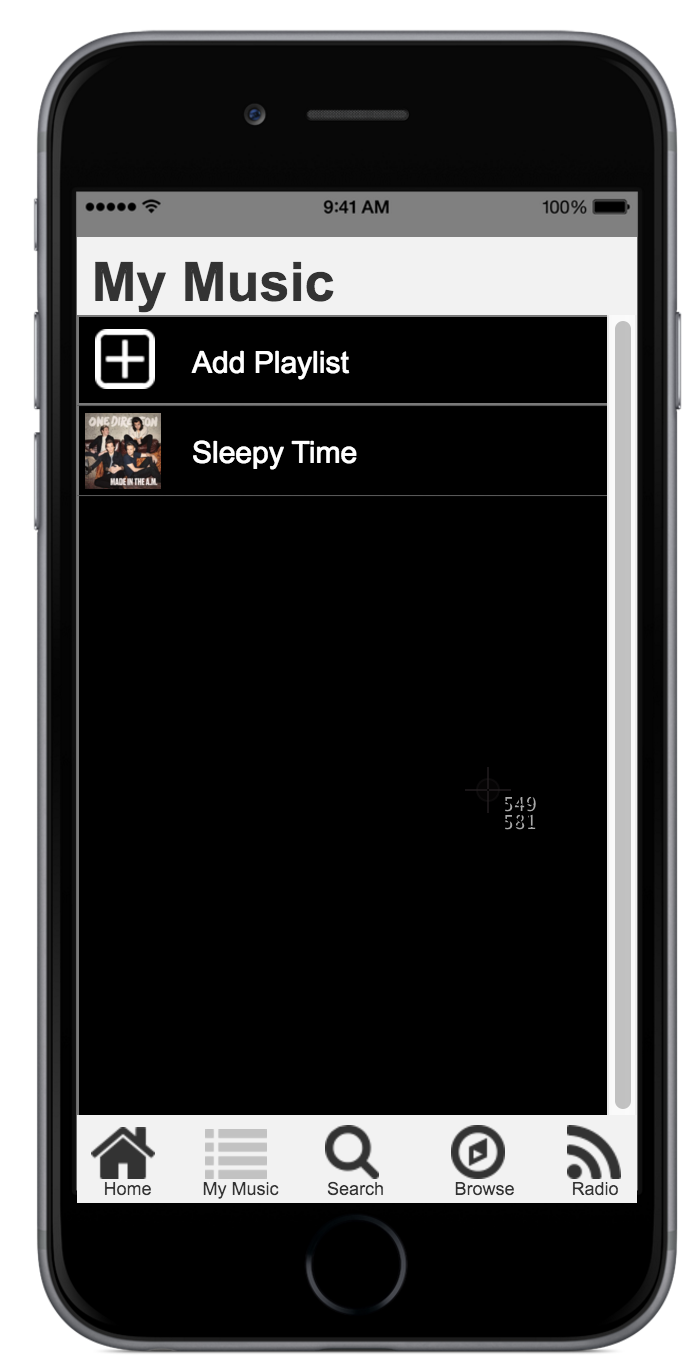 9:41 AM 100%
My Music
Add Playlist
ONE DIRECTION
MADE IN THE A.M.
Sleepy Time
549
581
Home My Music Search Browse Radio